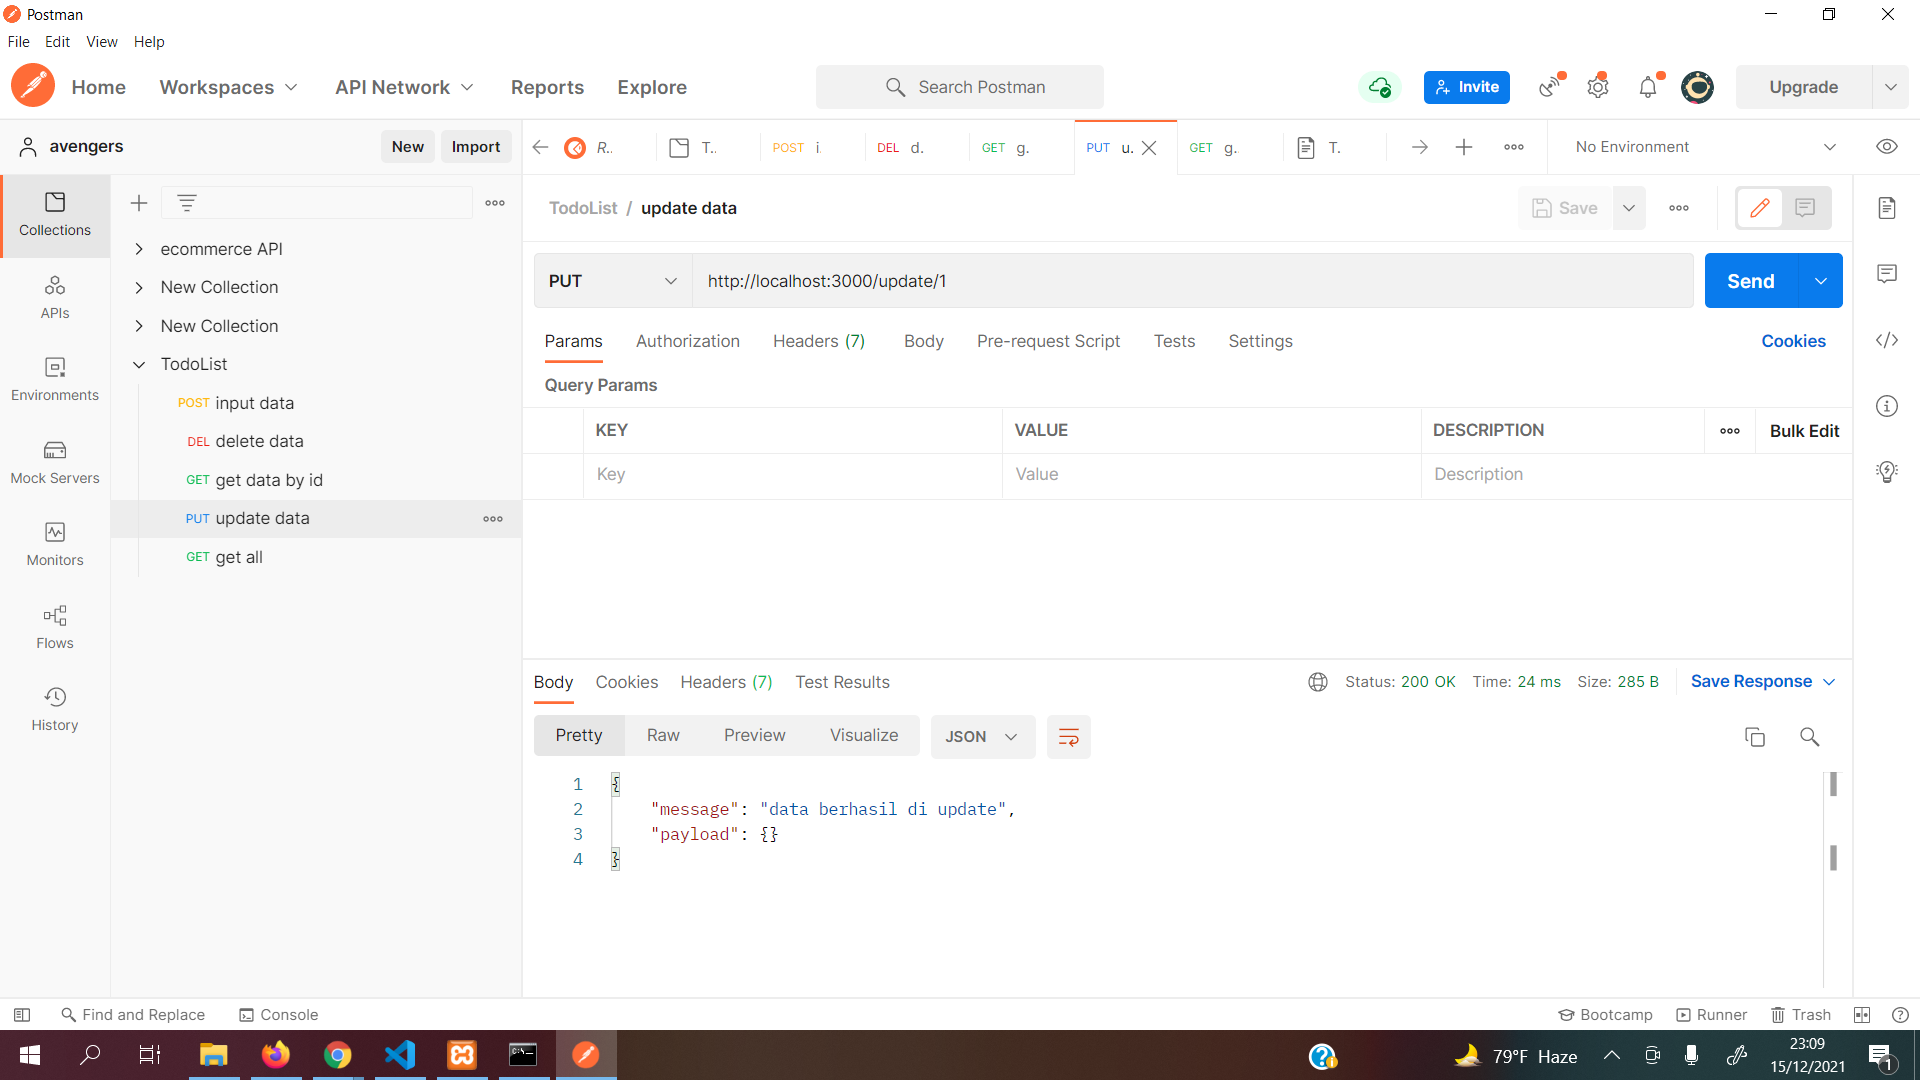 Postman
File Edit View Help
Home Workspaces API Network Reports Explore Search Postman Invite Upgrade
avengers New Import R.. T.. POST i DEL d. GET g. PUT u. GET g. T. No Environment
Collections
APIs
Environments
Mock Servers
Monitors
Flows
History
ecommerce API
New Collection
New Collection
TodoList
POST input data
DEL delete data
GET get data by id
PUT update data
GET get all
TodoList / update data Save
PUT http://localhost:3000/update/1 Send
Params Authorization Headers (7) Body Pre-request Script Tests Settings Cookies
Query Params
KEY VALUE DESCRIPTION Bulk Edit
Key Value Description
Body Cookies Headers (7) Test Results Status: 200 OK Time: 24 ms Size: 285 B Save Response
Pretty Raw Preview Visualize JSON
1 {
2 "message": "data berhasil di update",
3 "payload": {}
4 }
Find and Replace Console Bootcamp Runner Trash
79°F Haze 23:09
15/12/2021 1